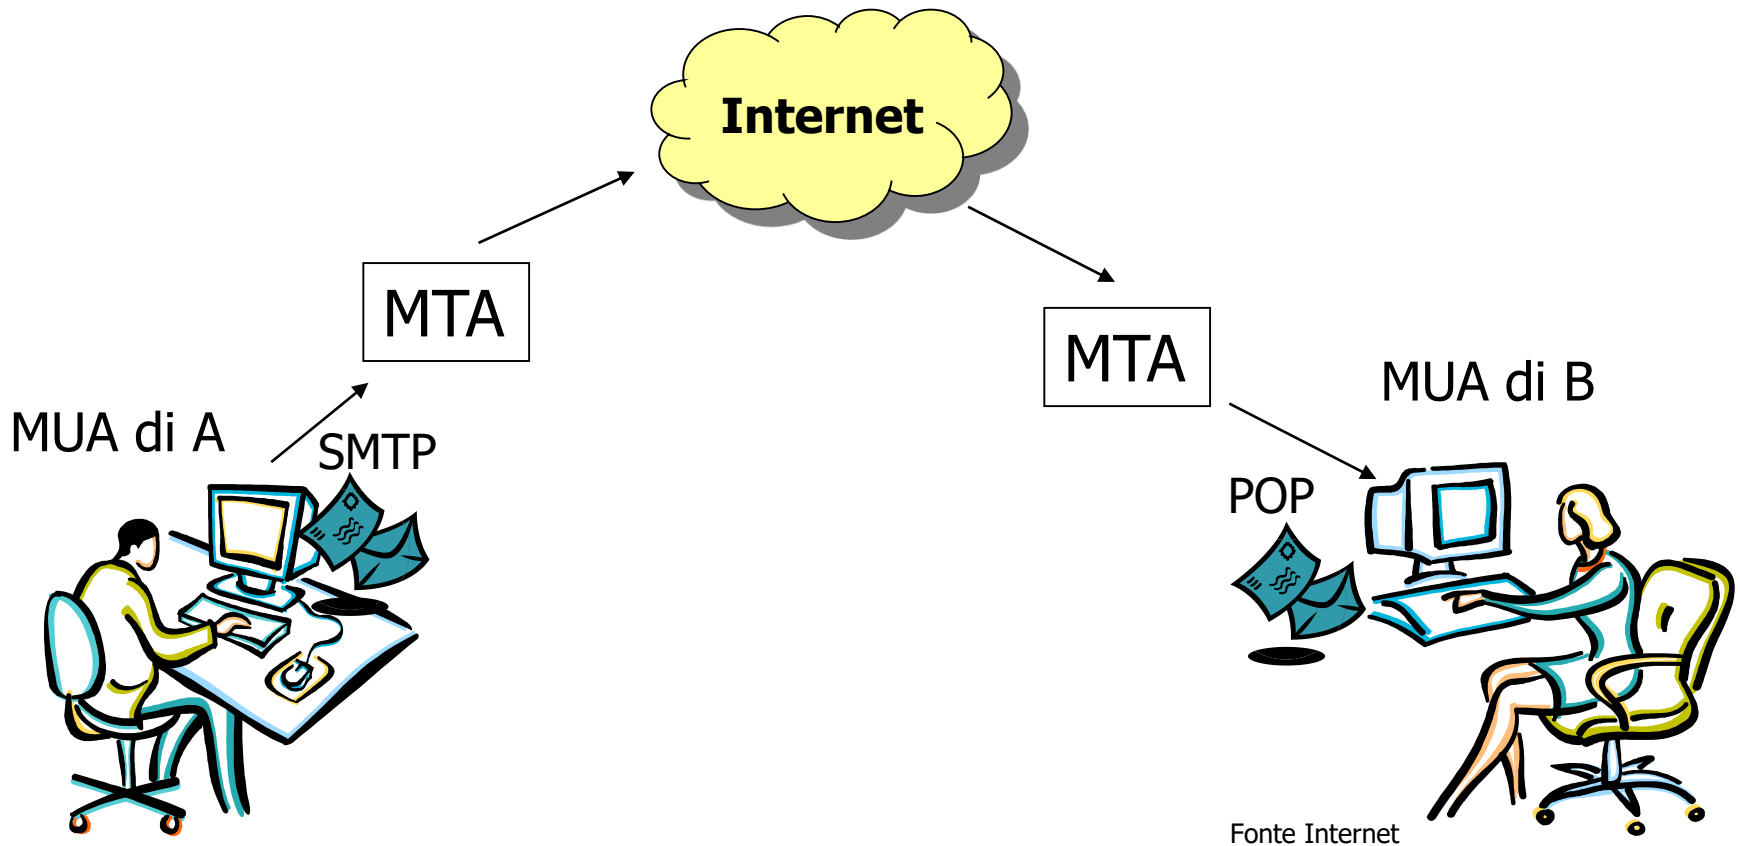 Internet
MTA
MTA
MUA di B
MUA di A
SMTP
POP
Fonte Internet